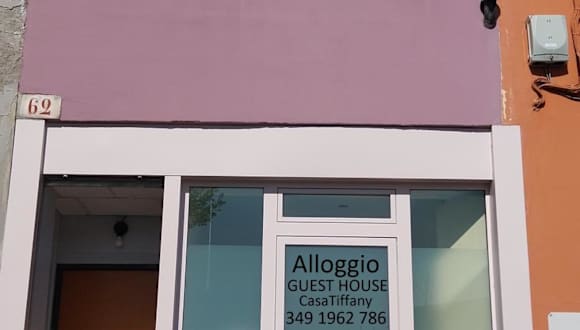 62
Alloggio
GUEST HOUSE
CasaTiffany
349 1962 786